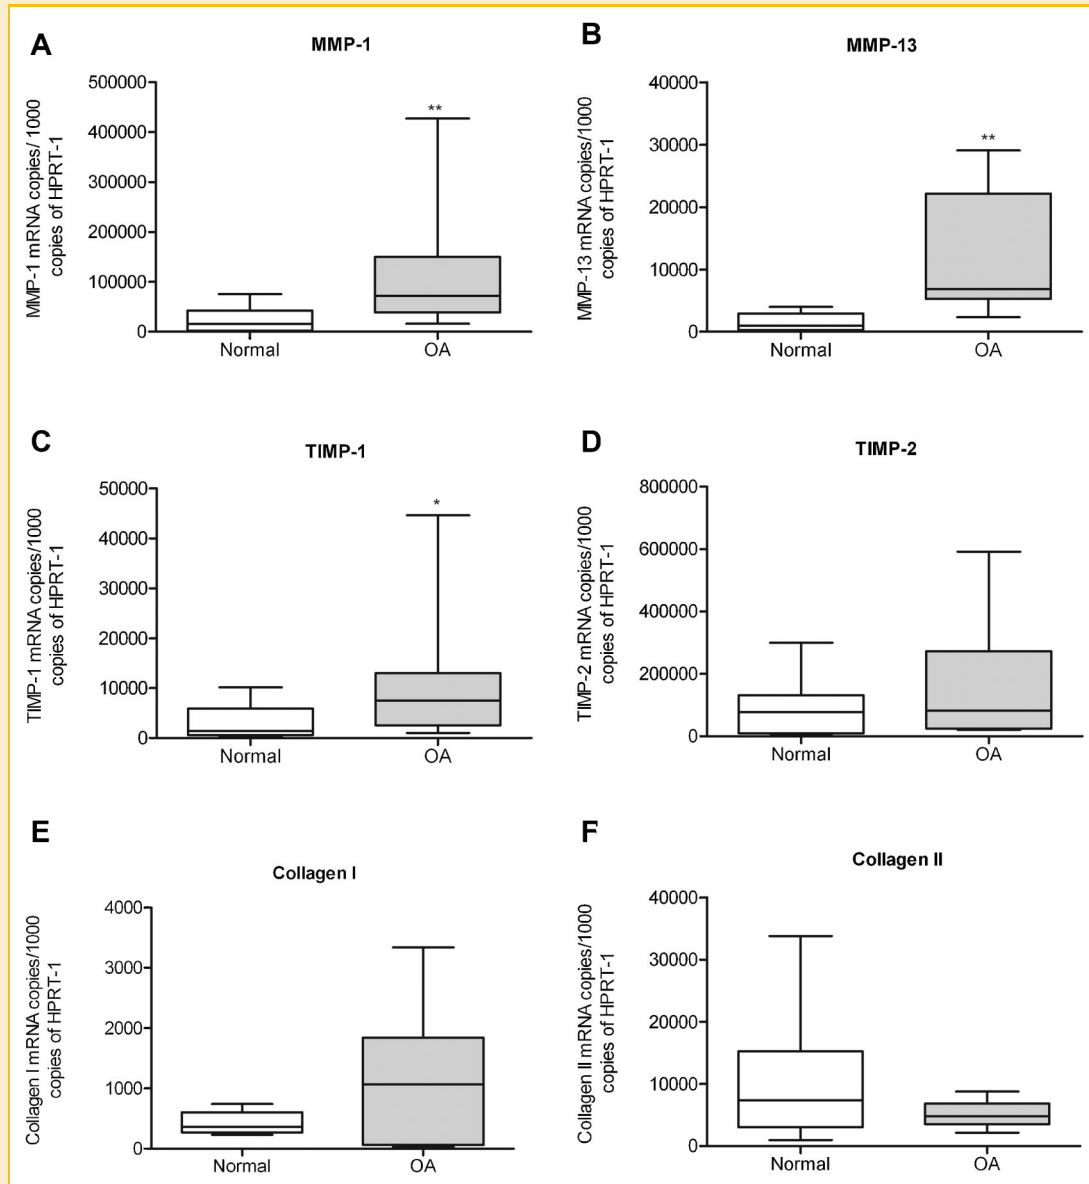 A
MMP-1
MMP-1 mRNA copies/ 1000
copies of HPRT-1
500000
400000
300000
200000
100000
0
**
Normal
OA
B
MMP-13
MMP-13 mRNA copies/1000
copies of HPRT-1
40000
30000
20000
10000
0
**
Normal
OA
C
TIMP-1
TIMP-1 mRNA copies/1000
copies of HPRT-1
50000
40000
30000
20000
10000
0
*
Normal
OA
D
TIMP-2
TIMP-2 mRNA copies/1000
copies of HPRT-1
800000
600000
400000
200000
0
Normal
OA
E
Collagen I
Collagen I mRNA copies/1000
copies of HPRT-1
4000
3000
2000
1000
0
Normal
OA
F
Collagen II
Collagen II mRNA copies/1000
copies of HPRT-1
40000
30000
20000
10000
0
Normal
OA